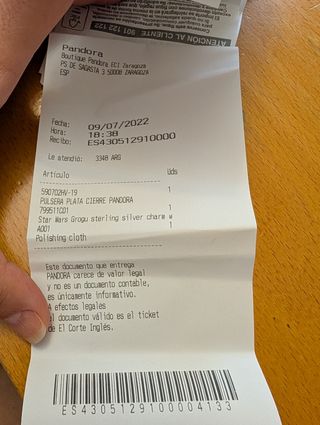 ATENCIÓN AL CLIENTE 901 122 122
Pandora
Boutique Pandora ECI Zaragoza
PS DE SAGASTA 3 50008 ZARAGOZA
ESP
Fecha: 09/07/2022
Hora: 18:38
Recibo: ES430512910000
Le atendió: 3348 ARG
Artículo Uds
590702HV-19 1
PULSERA PLATA CIERRE PANDORA
799511C01 1
Star Wars Grogu sterling silver charm w
A001 1
Polishing cloth
Este documento que entrega
PANDORA carece de valor legal
y no es un documento contable,
es únicamente informativo.
A efectos legales
el documento válido es el ticket
de El Corte Inglés.
ES4305129100004133